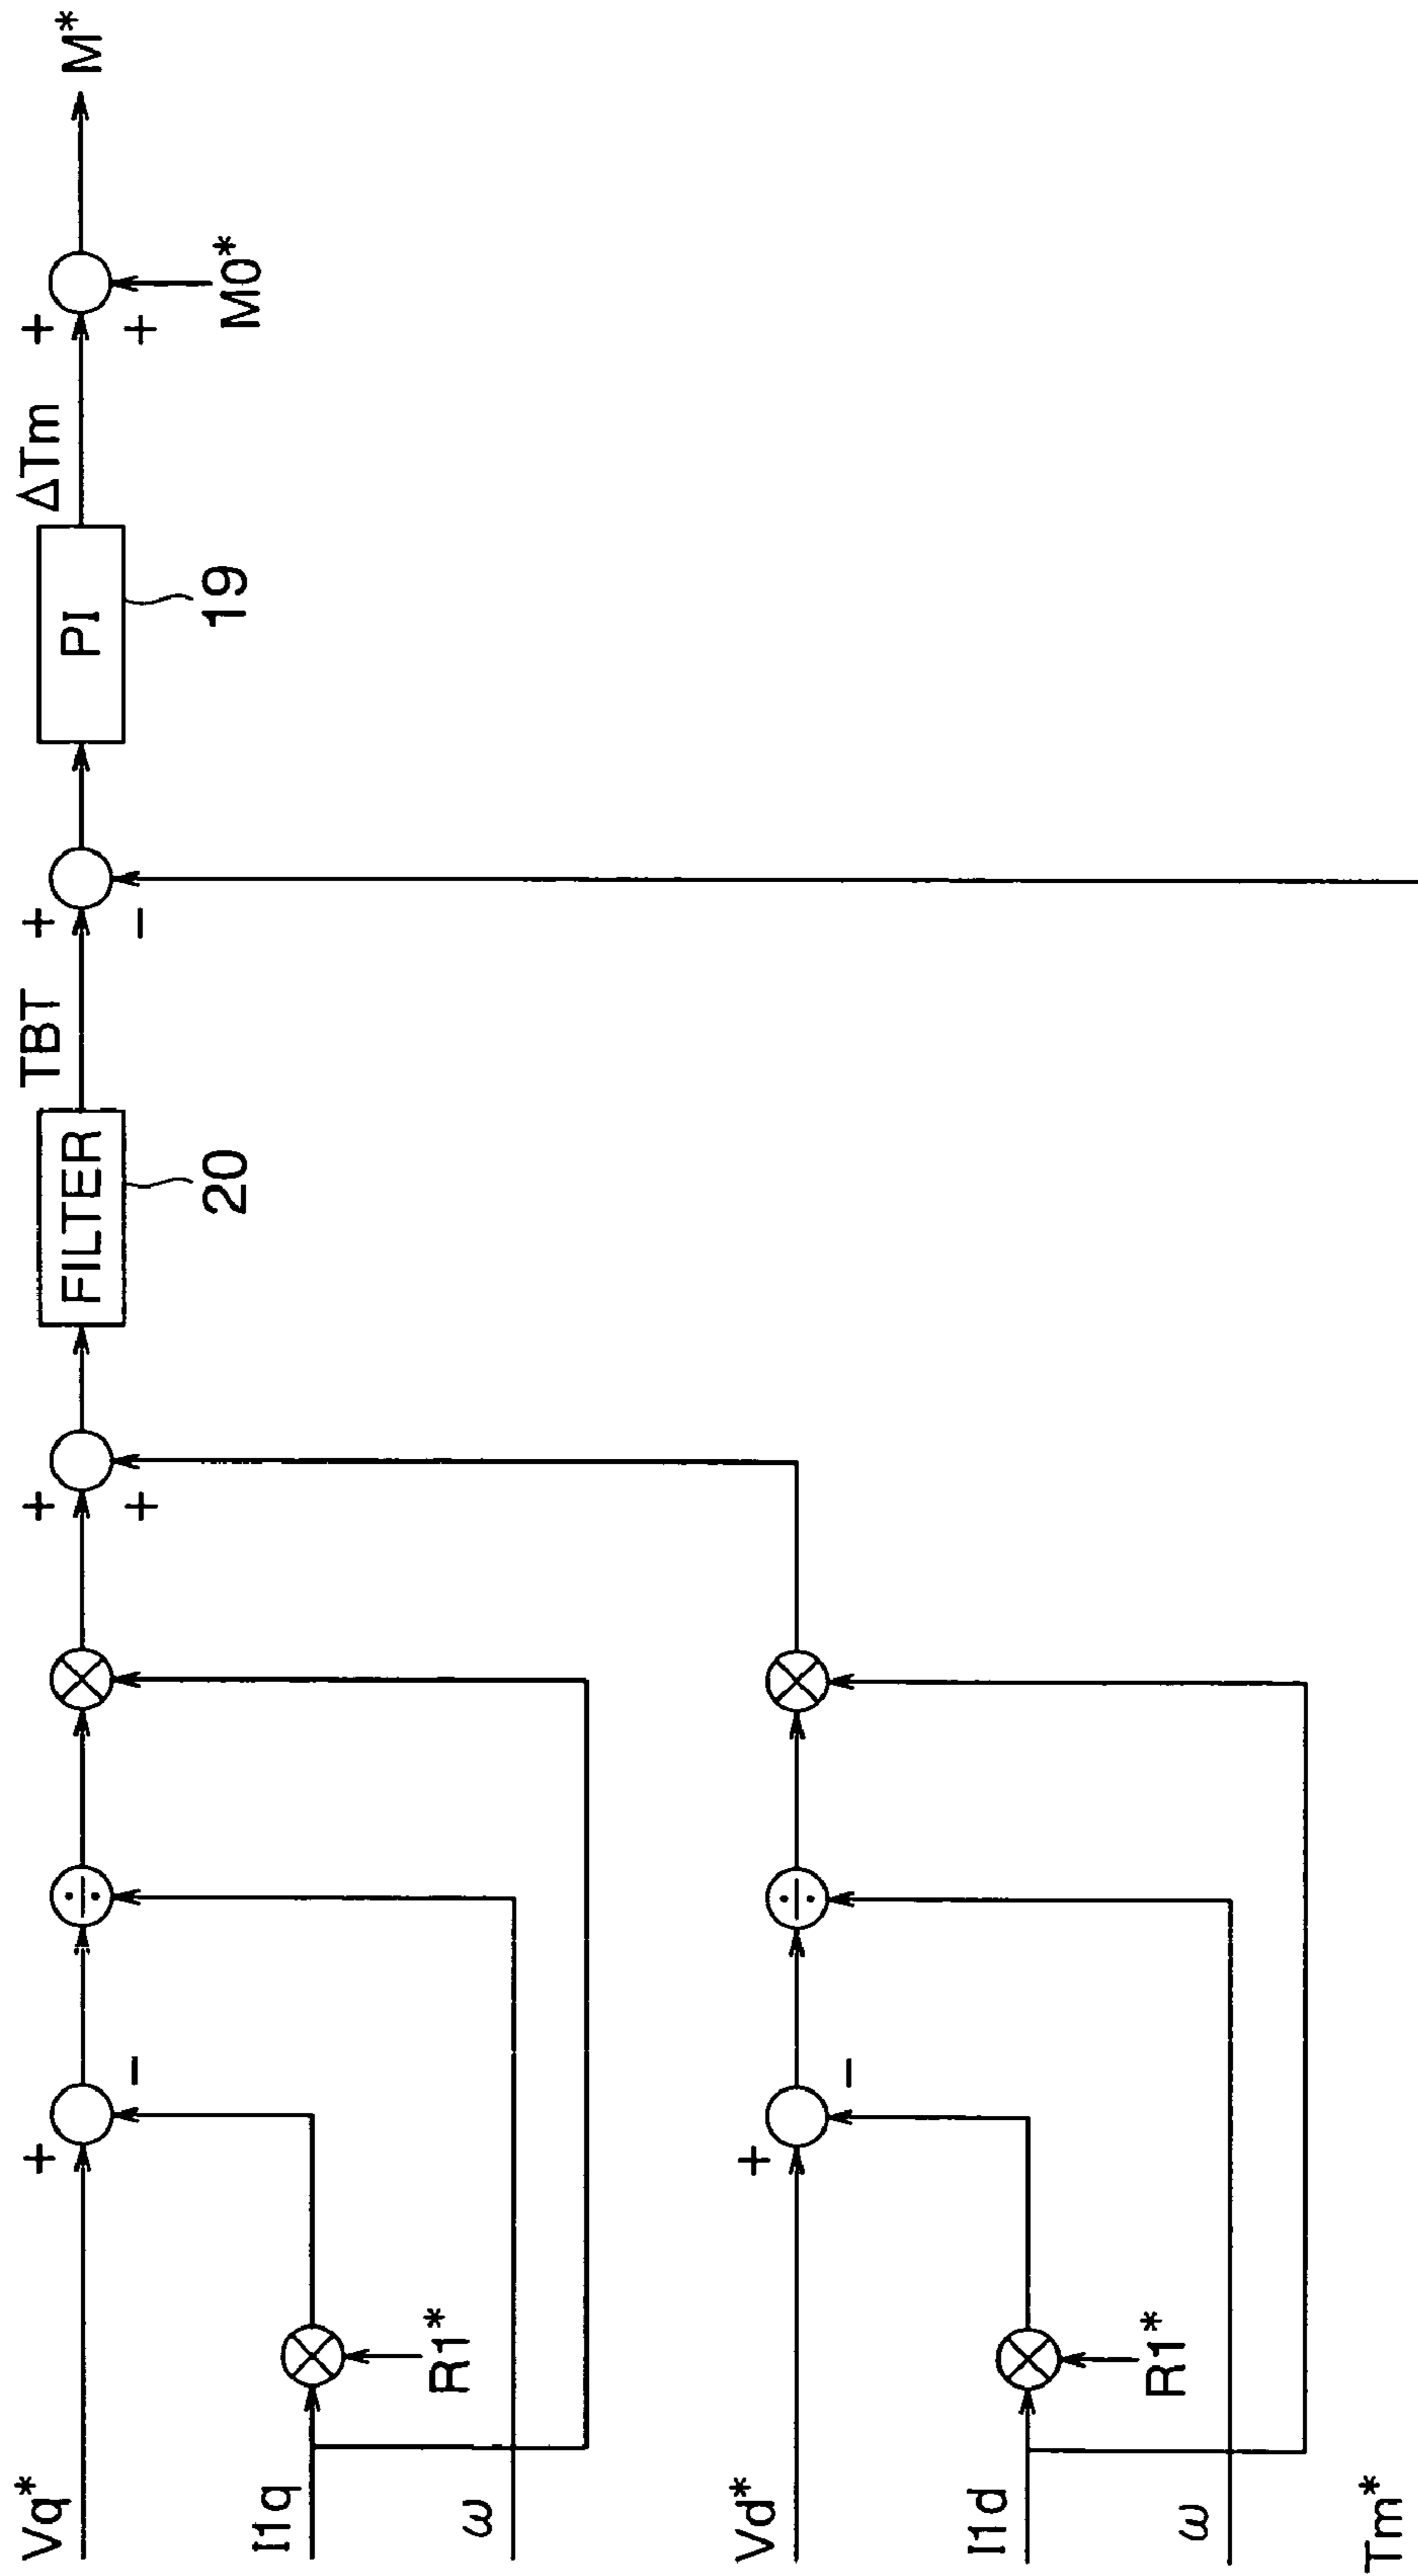 Vq*
I1q
ω
R1*
+
−
÷
+
+
FILTER
20
TBT
+
−
PI
19
ΔTm
+
+
M0*
M*
Vd*
I1d
ω
R1*
+
−
÷
Tm*